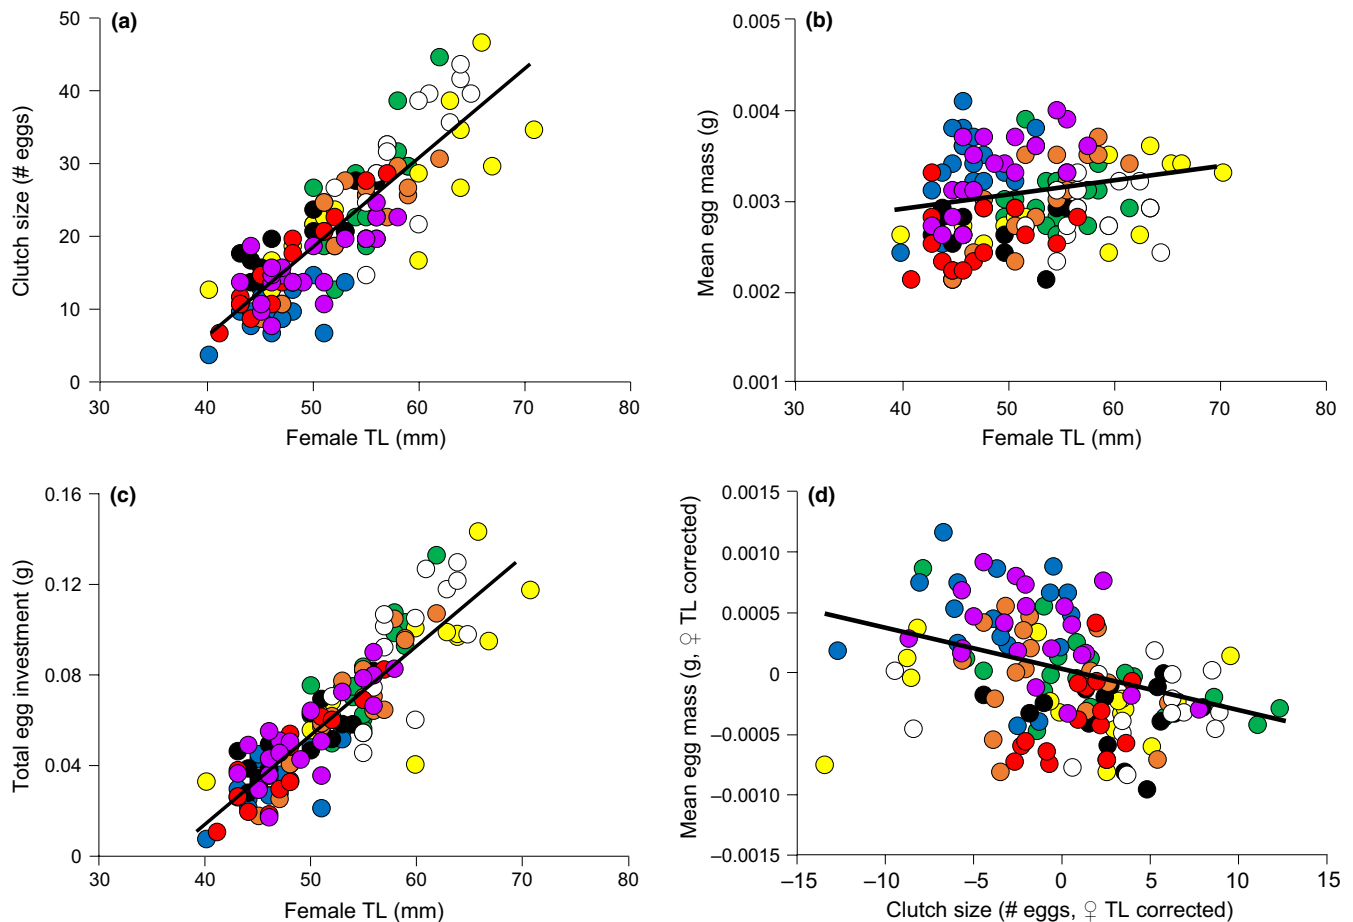 (a)
50
40
30
20
10
0
Clutch size (# eggs)
30 40 50 60 70 80
Female TL (mm)
(b)
0.005
0.004
0.003
0.002
0.001
Mean egg mass (g)
30 40 50 60 70 80
Female TL (mm)
(c)
0.16
0.12
0.08
0.04
0
Total egg investment (g)
30 40 50 60 70 80
Female TL (mm)
(d)
0.0015
0.0010
0.0005
0
–0.0005
–0.0010
–0.0015
Mean egg mass (g, ♀ TL corrected)
–15 –10 –5 0 5 10 15
Clutch size (# eggs, ♀ TL corrected)